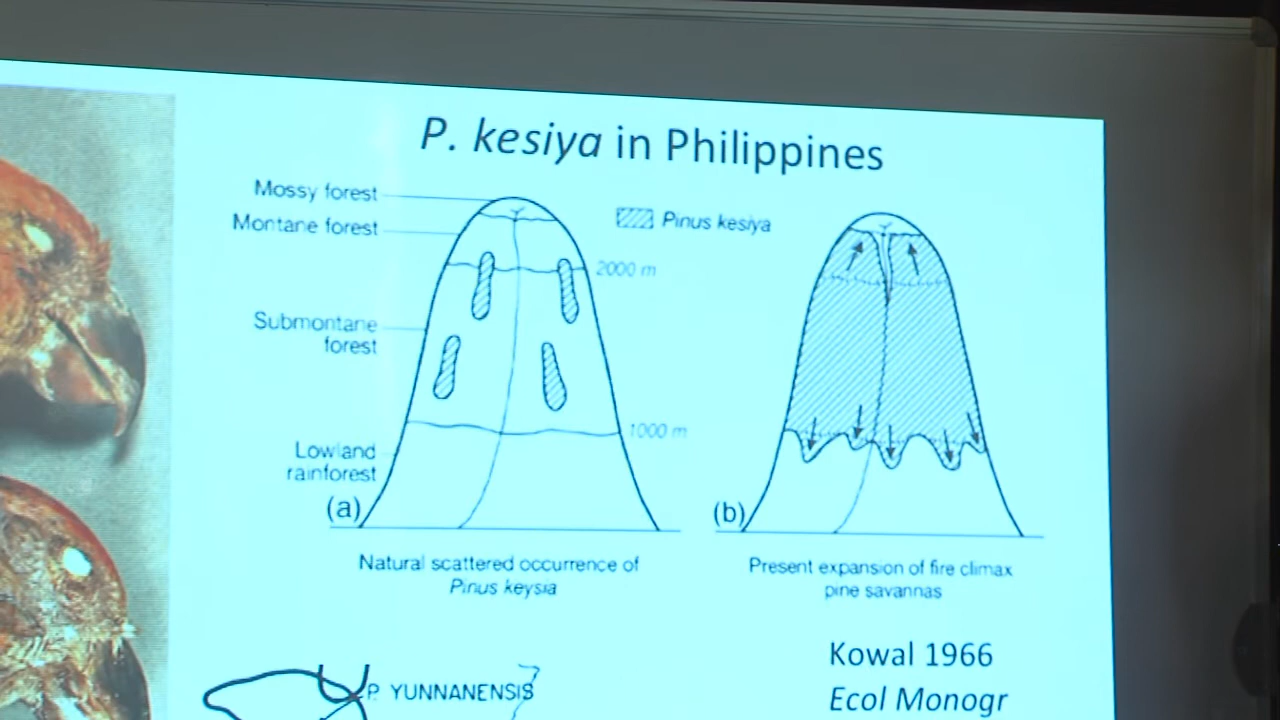 P. kesiya in Philippines
Mossy forest
Montane forest
Pinus kesiya
2000 m
Submontane
forest
1000 m
Lowland
rainforest
(a)
(b)
Natural scattered occurrence of
Pinus keysia
Present expansion of fire climax
pine savannas
Kowal 1966
Ecol Monogr
P. YUNNANENSIS